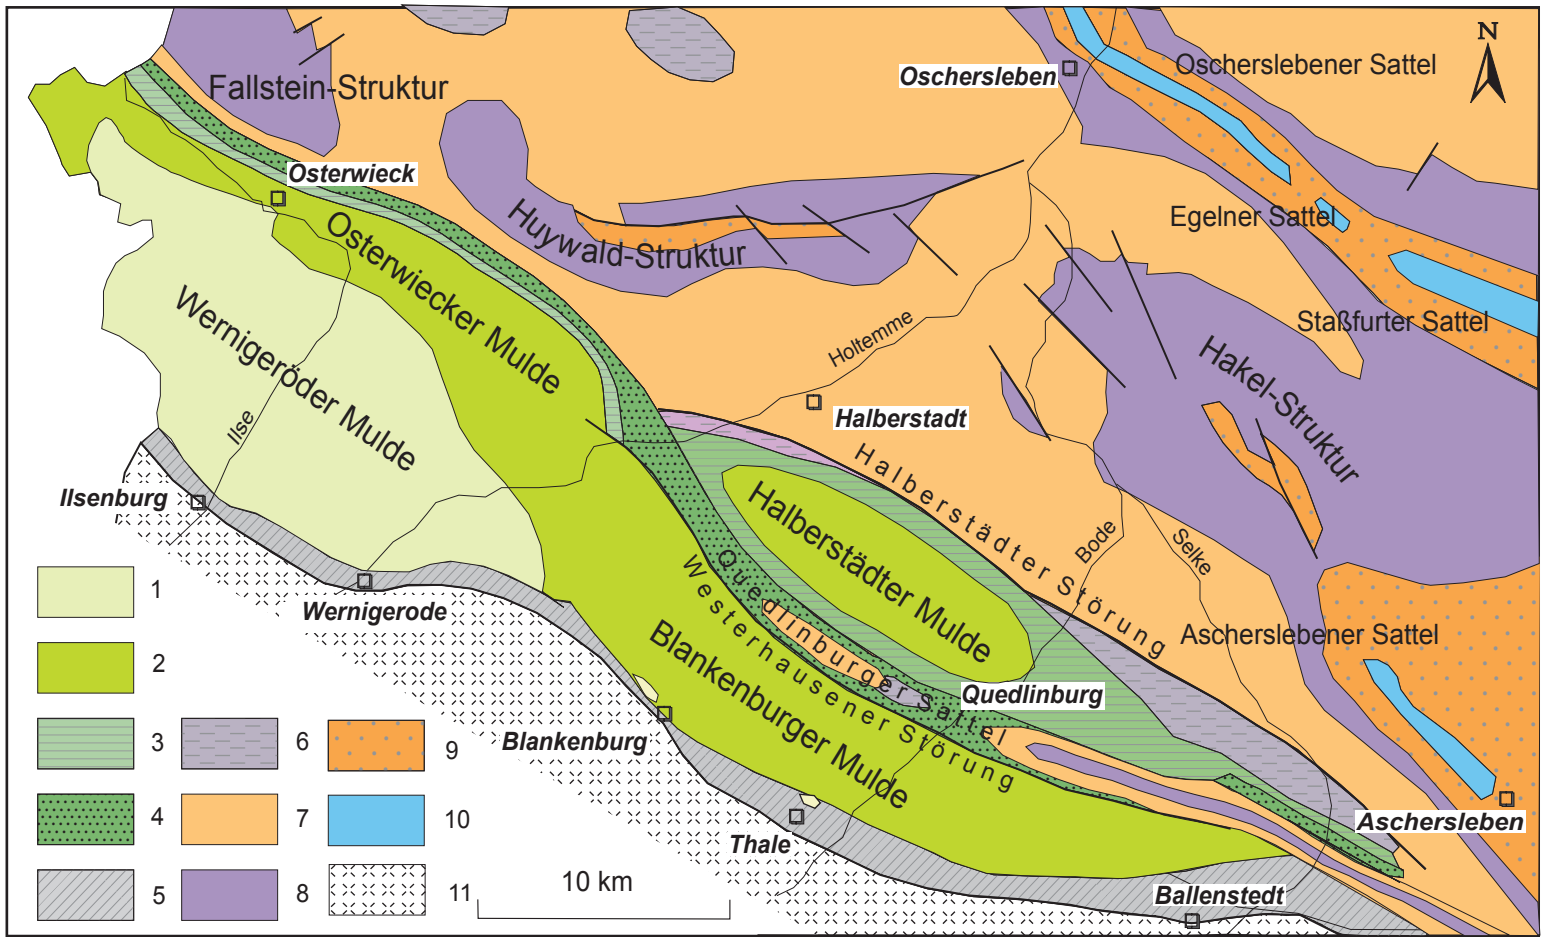 N
Oschersleben
Oscherslebener Sattel
Fallstein-Struktur
Osterwieck
Huywald-Struktur
Egelner Sattel
Osterwiecker Mulde
Wernigeröder Mulde
Staßfurter Sattel
Holtemme
Hakel-Struktur
Ilse
Halberstadt
Halberstädter Störung
Ilsenburg
Halberstädter Mulde
Bode
Selke
Wernigerode
Quedlinburger Sattel
Westerhausener Störung
Ascherslebener Sattel
Blankenburger Mulde
Quedlinburg
Blankenburg
Thale
Aschersleben
Ballenstedt
10 km
1
2
3
6
9
4
7
10
5
8
11